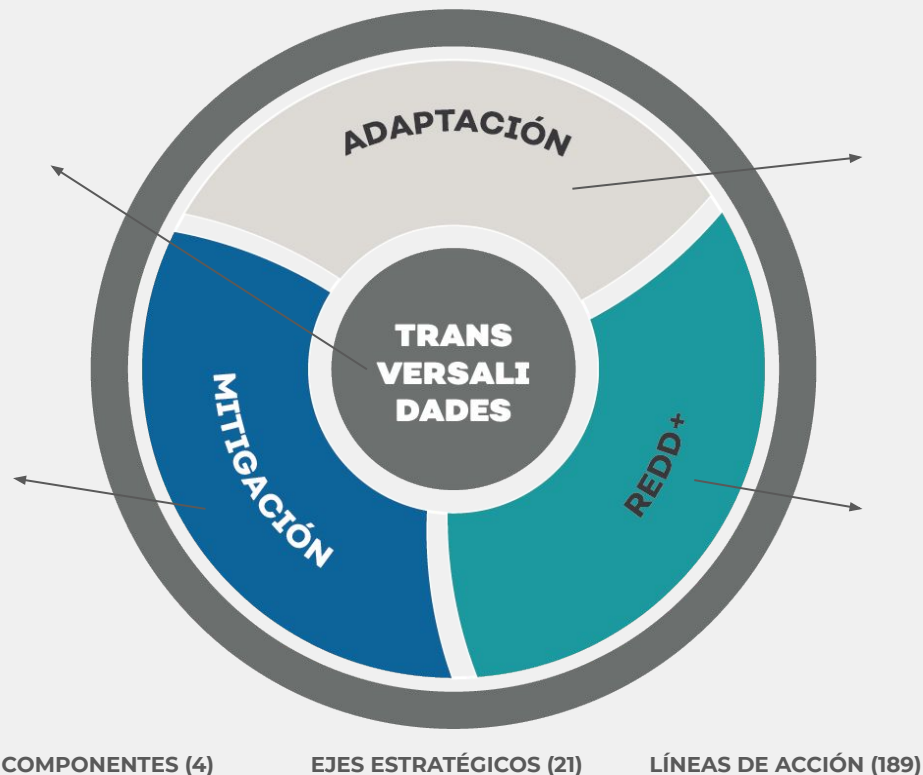 ADAPTACIÓN
TRANS
VERSALI
DADES
MITIGACIÓN
REDD+
COMPONENTES (4)
EJES ESTRATÉGICOS (21)
LÍNEAS DE ACCIÓN (189)